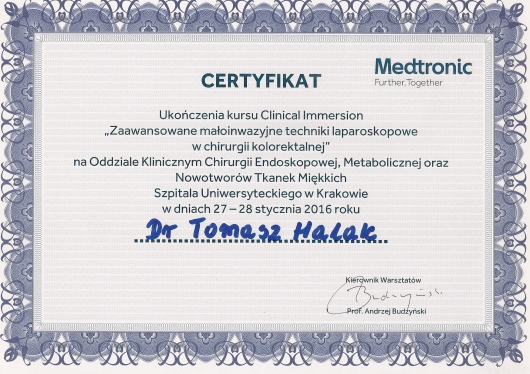 Medtronic
Further, Together
CERTYFIKAT
Ukończenia kursu Clinical Immersion
„Zaawansowane małoinwazyjne techniki laparoskopowe
w chirurgii kolorektalnej”
na Oddziale Klinicznym Chirurgii Endoskopowej, Metabolicznej oraz
Nowotworów Tkanek Miękkich
Szpitala Uniwersyteckiego w Krakowie
w dniach 27 – 28 stycznia 2016 roku
Dr Tomasz Halak
Kierownik Warsztatów
Prof. Andrzej Budzyński